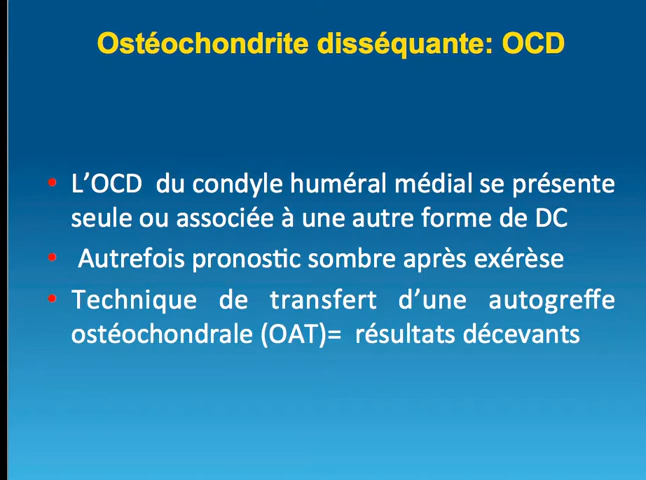 Ostéochondrite disséquante: OCD
• L’OCD du condyle huméral médial se présente
seule ou associée à une autre forme de DC
• Autrefois pronostic sombre après exérèse
• Technique de transfert d’une autogreffe
ostéochondrale (OAT)= résultats décevants